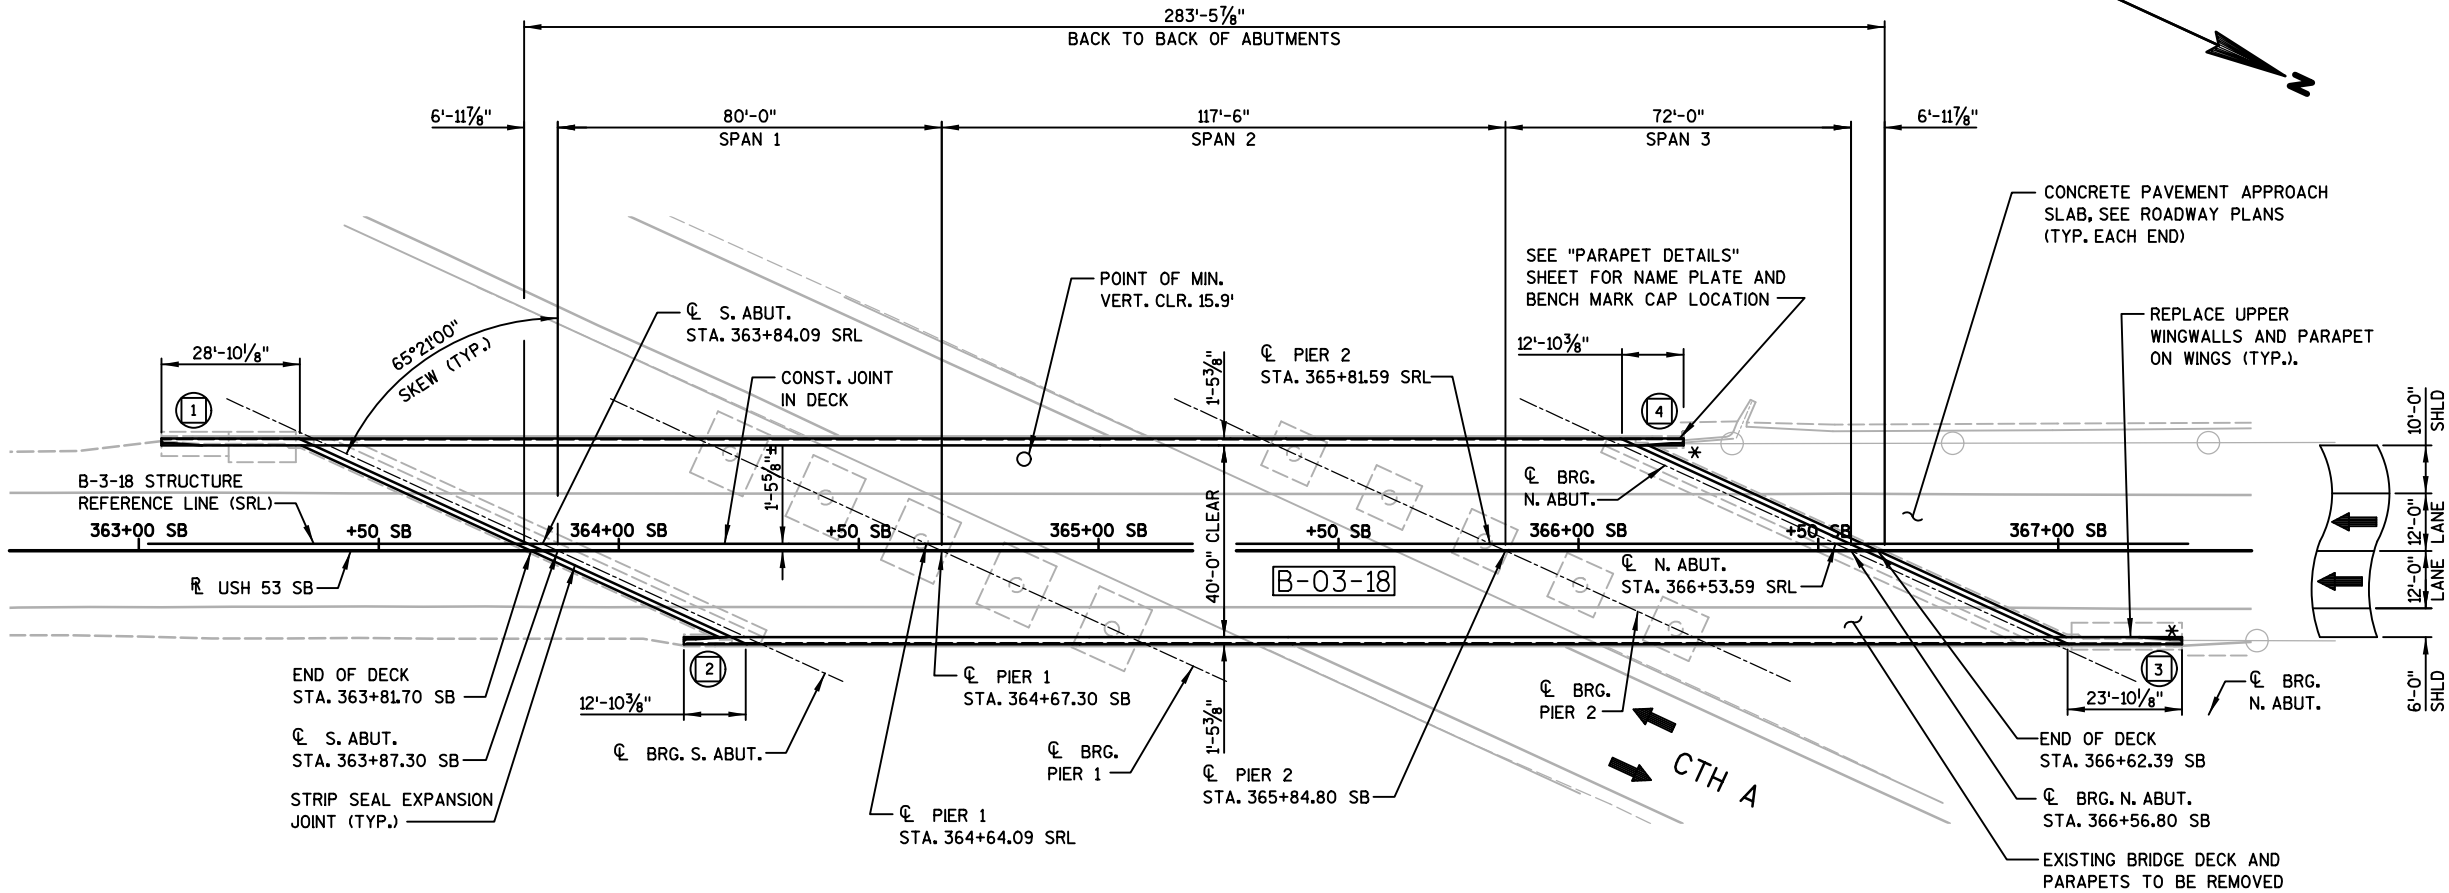 283'-5⅞"
BACK TO BACK OF ABUTMENTS
N
6'-11⅞"
80'-0"
SPAN 1
117'-6"
SPAN 2
72'-0"
SPAN 3
6'-11⅞"
CONCRETE PAVEMENT APPROACH
SLAB, SEE ROADWAY PLANS
(TYP. EACH END)
SEE "PARAPET DETAILS"
SHEET FOR NAME PLATE AND
BENCH MARK CAP LOCATION
POINT OF MIN.
VERT. CLR. 15.9'
℄ S. ABUT.
STA. 363+84.09 SRL
REPLACE UPPER
WINGWALLS AND PARAPET
ON WINGS (TYP.).
65°21'00"
SKEW (TYP.)
28'-10⅛"
12'-10⅜"
℄ PIER 2
STA. 365+81.59 SRL
1'-5⅜"
CONST. JOINT
IN DECK
1
4
10'-0"
SHLD
*
1'-5⅝"±
℄ BRG.
N. ABUT.
B-3-18 STRUCTURE
REFERENCE LINE (SRL)
40'-0" CLEAR
12'-0"
LANE
363+00 SB
+50 SB
364+00 SB
+50 SB
365+00 SB
+50 SB
366+00 SB
+50 SB
367+00 SB
℄ N. ABUT.
STA. 366+53.59 SRL
B-03-18
R USH 53 SB
12'-0"
LANE
*
2
3
END OF DECK
STA. 363+81.70 SB
℄ PIER 1
STA. 364+67.30 SB
12'-10⅜"
1'-5⅜"
℄ BRG.
PIER 2
23'-10⅛"
℄ BRG.
N. ABUT.
6'-0"
SHLD
℄ S. ABUT.
STA. 363+87.30 SB
℄ BRG. S. ABUT.
℄ BRG.
PIER 1
END OF DECK
STA. 366+62.39 SB
℄ PIER 2
STA. 365+84.80 SB
CTH A
STRIP SEAL EXPANSION
JOINT (TYP.)
℄ PIER 1
STA. 364+64.09 SRL
℄ BRG. N. ABUT.
STA. 366+56.80 SB
EXISTING BRIDGE DECK AND
PARAPETS TO BE REMOVED